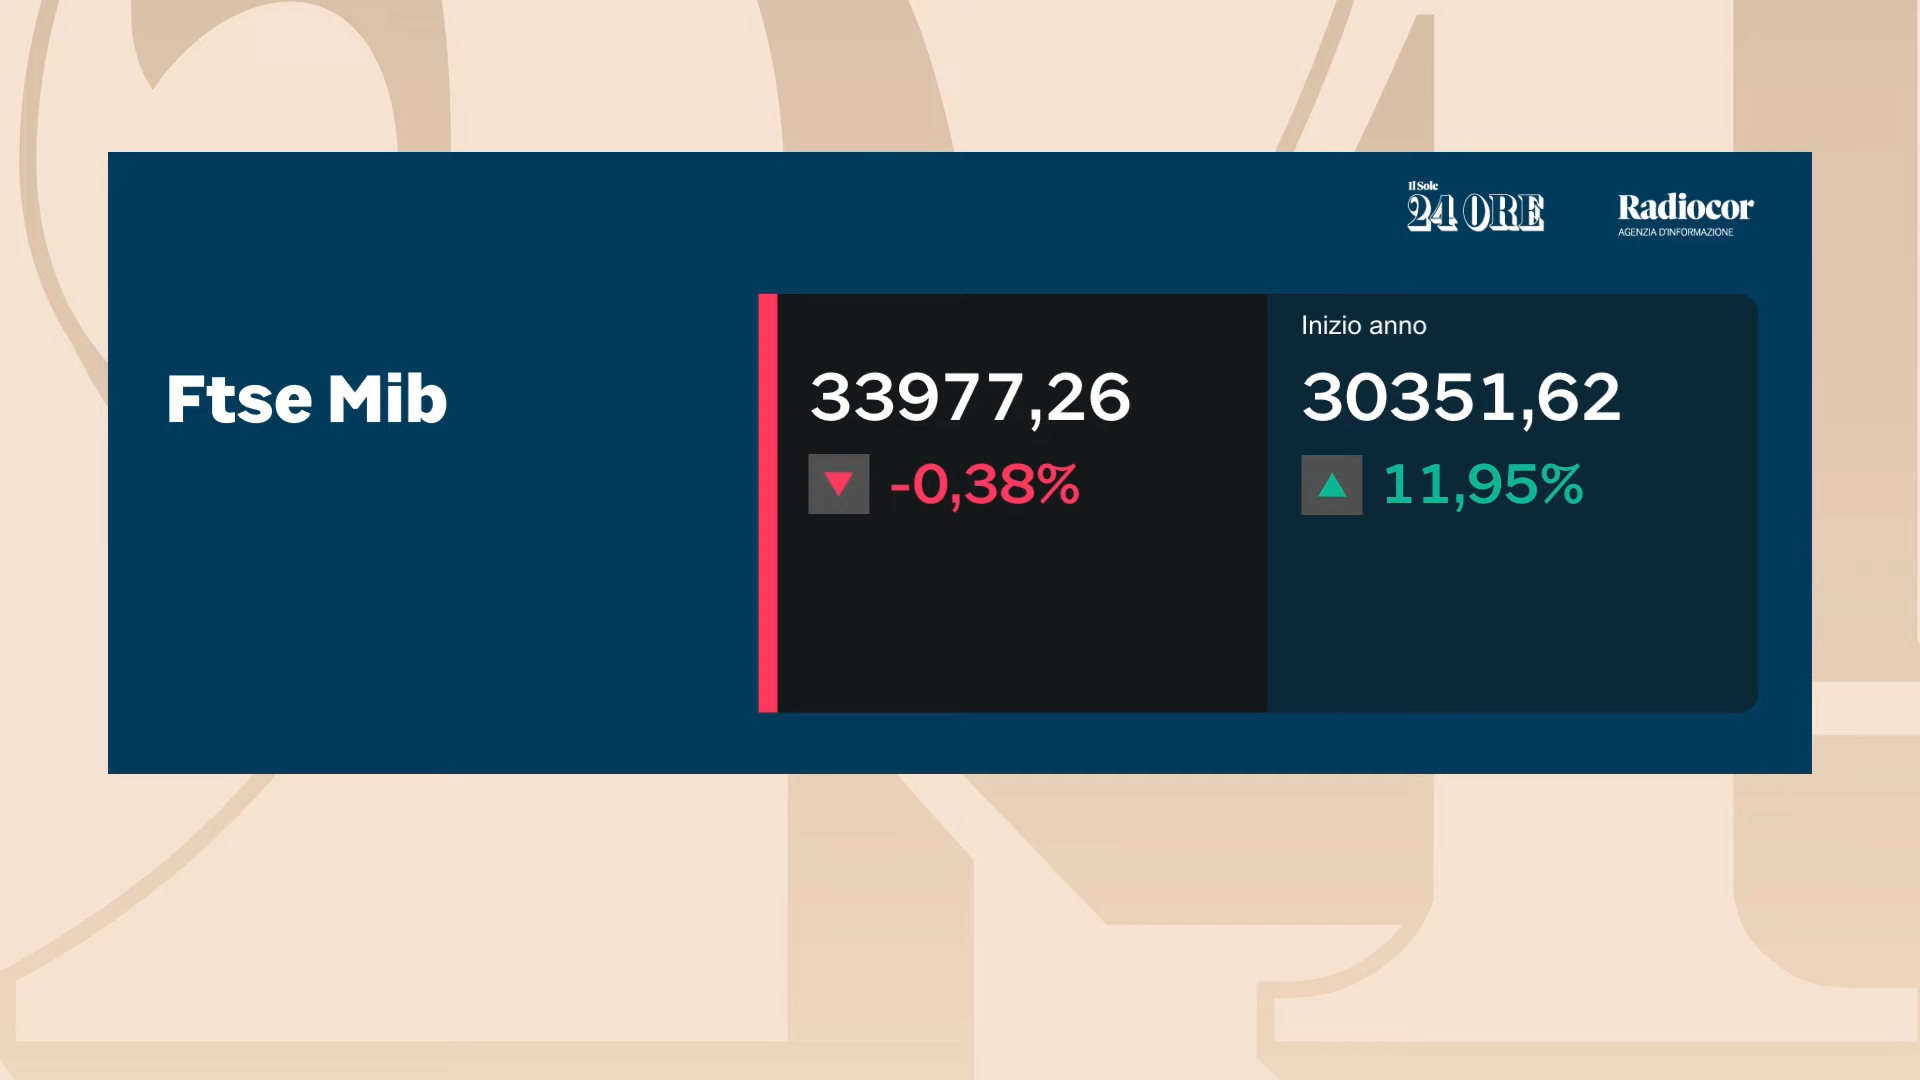 Il Sole
24 ORE
Radiocor
AGENZIA D'INFORMAZIONE
Ftse Mib
33977,26
-0,38%
Inizio anno
30351,62
11,95%